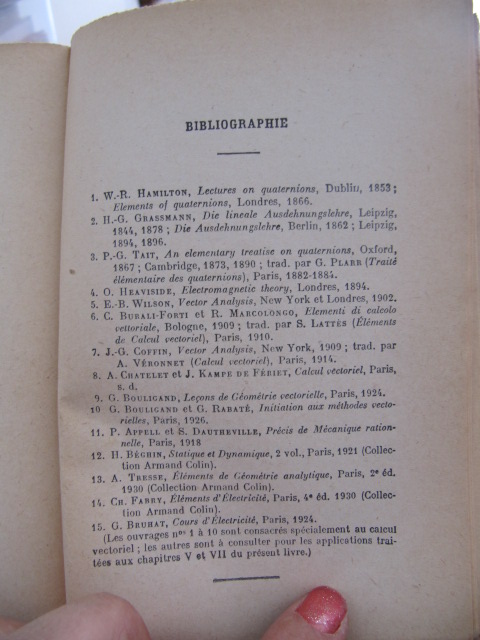 BIBLIOGRAPHIE
1. W.-R. HAMILTON, Lectures on quaternions, Dublin, 1853;
Elements of quaternions, Londres, 1866.
2. H.-G. GRASSMANN, Die lineale Ausdehnungslehre, Leipzig,
1844, 1878 ; Die Ausdehnungslehre, Berlin, 1862 ; Leipzig,
1894, 1896.
3. P.-G. TAIT, An elementary treatise on quaternions, Oxford,
1867 ; Cambridge, 1873, 1890 ; trad. par G. PLARR (Traité
élémentaire des quaternions), Paris, 1882-1884.
4. O. HEAVISIDE, Electromagnetic theory, Londres, 1894.
5. E.-B. WILSON, Vector Analysis, New York et Londres, 1902.
6. C. BURALI-FORTI et R. MARCOLONGO, Elementi di calcolo
vettoriale, Bologne, 1909 ; trad. par S. LATTÈS (Éléments
de Calcul vectoriel), Paris, 1910.
7. J.-G. COFFIN, Vector Analysis, New York, 1909 ; trad. par
A. VÉRONNET (Calcul vectoriel), Paris, 1914.
8. A. CHATELET et J. KAMPE DE FÉRIET, Calcul vectoriel, Paris,
s. d.
9. G. BOULIGAND, Leçons de Géométrie vectorielle, Paris, 1924.
10 G. BOULIGAND et G. RABATÉ, Initiation aux méthodes vecto-
rielles, Paris, 1926.
11. P. APPELL et S. DAUTHEVILLE, Précis de Mécanique ration-
nelle, Paris, 1918
12. H. BÉGHIN, Statique et Dynamique, 2 vol., Paris, 1921 (Collec-
tion Armand Colin).
13. A. TRESSE, Éléments de Géométrie analytique, Paris, 2e éd.
1930 (Collection Armand Colin).
14. CH. FABRY, Éléments d'Électricité, Paris, 4e éd. 1930 (Collec-
tion Armand Colin).
15. G. BRUHAT, Cours d'Électricité, Paris, 1924.
(Les ouvrages nos 1 à 10 sont consacrés spécialement au calcul
vectoriel ; les autres sont à consulter pour les applications trai-
tées aux chapitres V et VII du présent livre.)